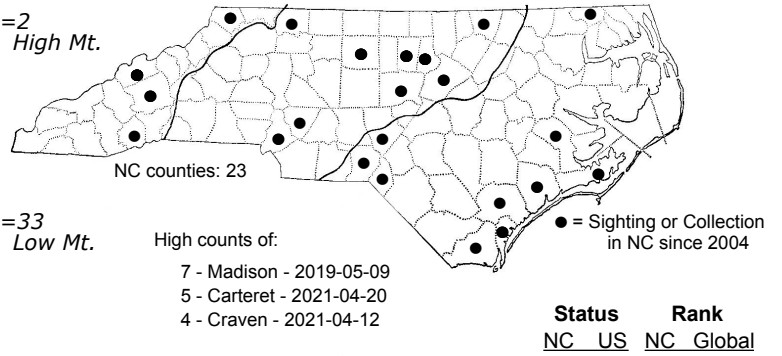 =2
High Mt.
NC counties: 23
=33
Low Mt.
High counts of:
7 - Madison - 2019-05-09
5 - Carteret - 2021-04-20
4 - Craven - 2021-04-12
● = Sighting or Collection
in NC since 2004
Status Rank
NC US NC Global